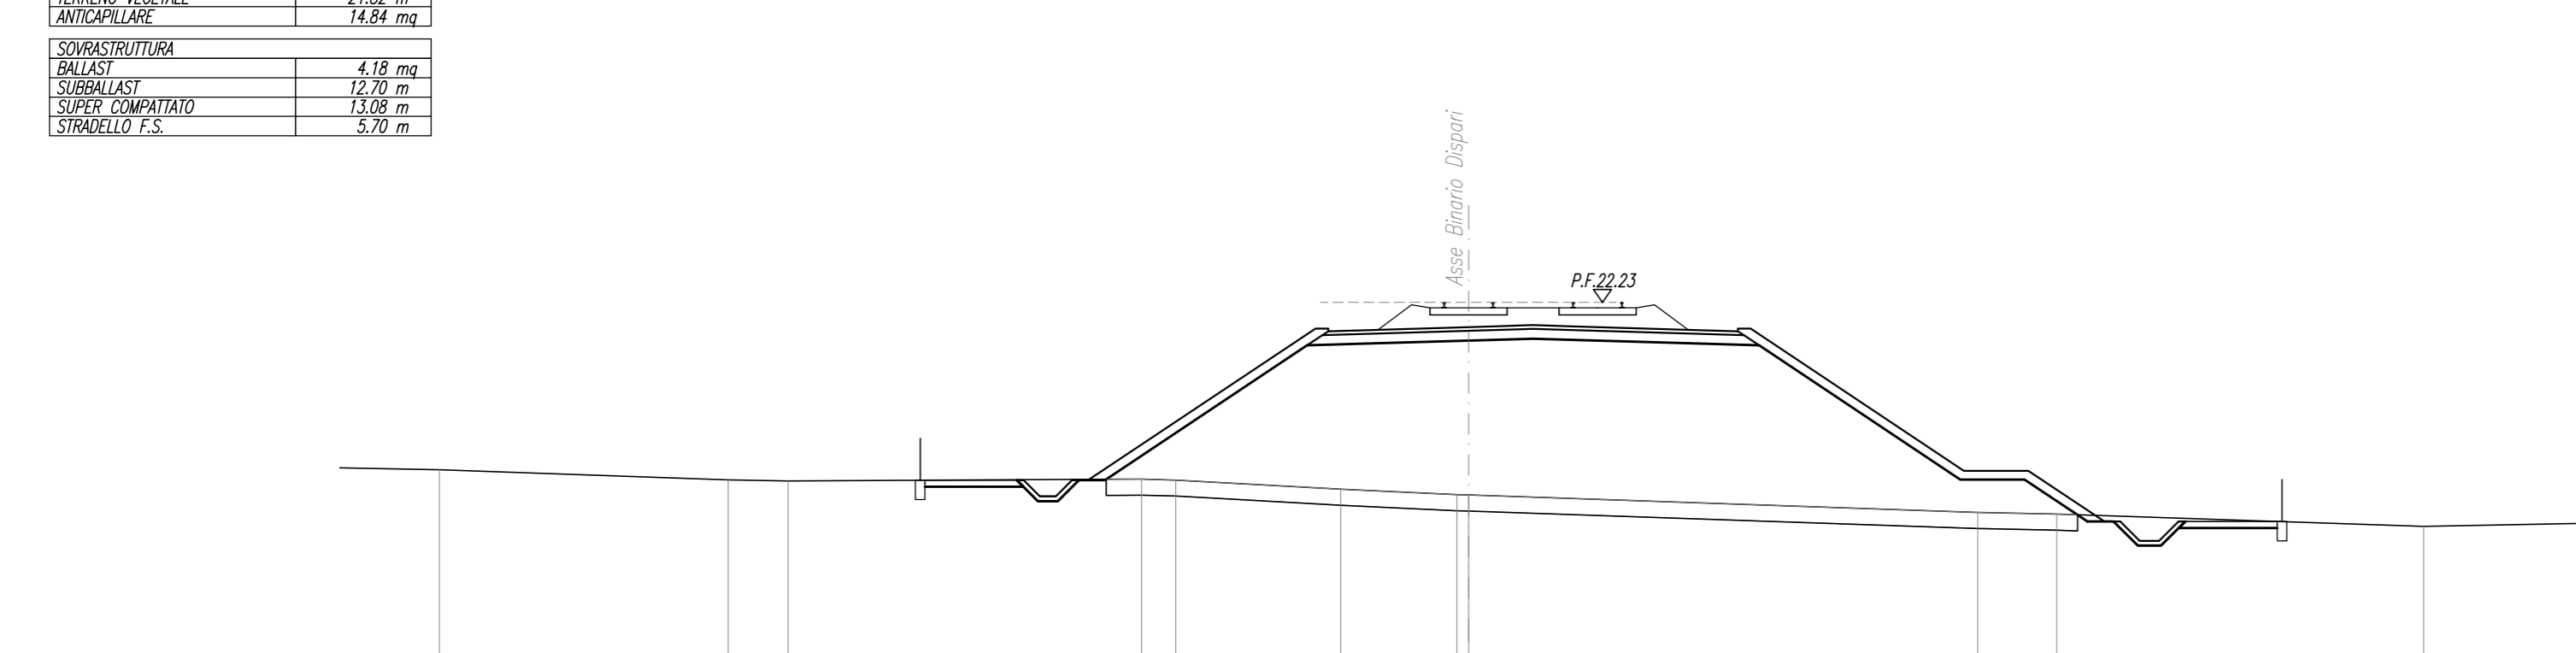 ANTICAPILLARE 14.84 mq
SOVRASTRUTTURA
BALLAST 4.18 mq
SUBBALLAST 12.70 m
SUPER COMPATTATO 13.08 m
STRADELLO F.S. 5.70 m
Asse Binario Dispari
P.F.22.23